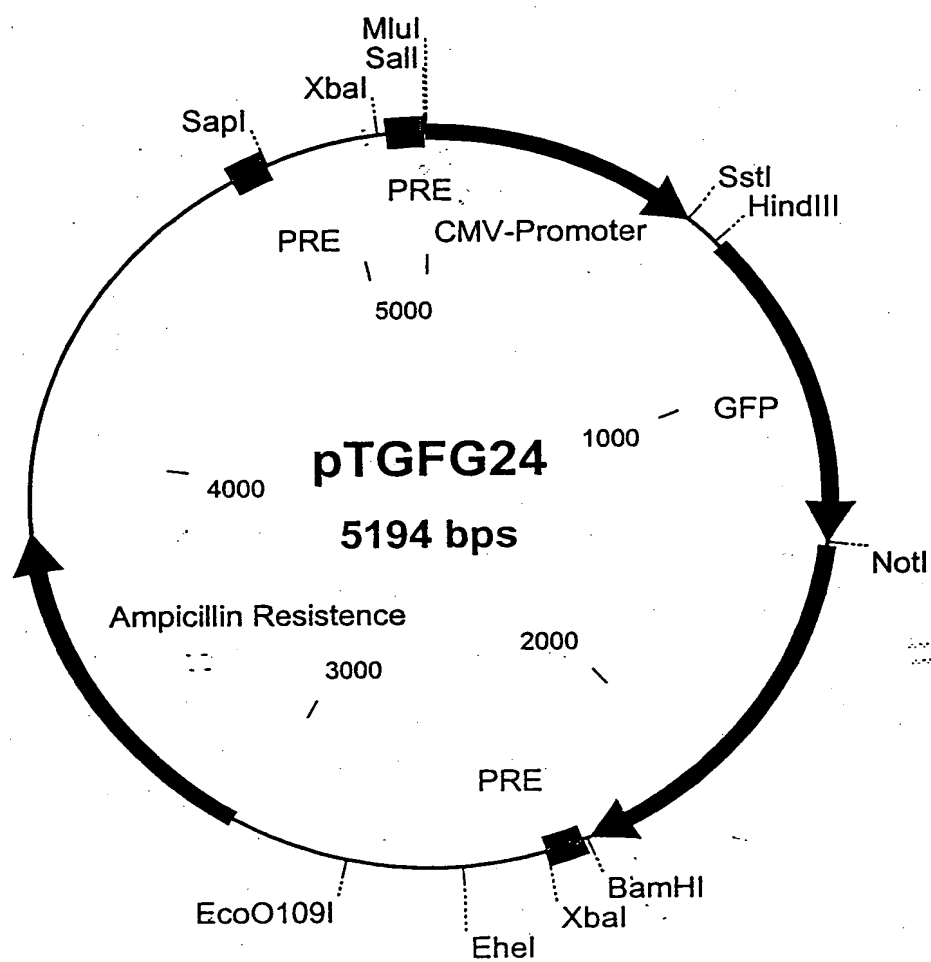 MluI
SalI
XbaI
SapI
SstI
HindIII
PRE
CMV-Promoter
PRE
5000
GFP
1000
pTGFG24
4000
5194 bps
NotI
Ampicillin Resistence
2000
3000
PRE
BamHI
EcoO109I
XbaI
EheI